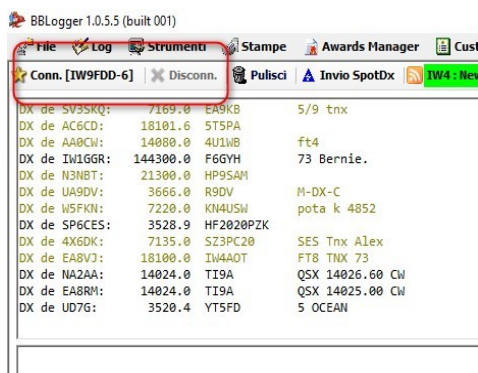 BBLogger 1.0.5.5 (built 001)
File Log Strumenti Stampe Awards Manager Cust
Conn. [IW9FDD-6] Disconn. Pulisci Invio SpotDx IW4 : New
DX de SV3SKQ: 7169.0 EA9KB 5/9 tnx
DX de AC6CD: 18101.6 5T5PA
DX de AA0CW: 14080.0 4U1WB ft4
DX de IW1GGR: 144300.0 F6GYH 73 Bernie.
DX de N3NBT: 21300.0 HP9SAM
DX de UA9DV: 3666.0 R9DV M-DX-C
DX de W5FKN: 7220.0 KN4USW pota k 4852
DX de SP6CES: 3528.9 HF2020PZK
DX de 4X6DK: 7135.0 SZ3PC20 SES Tnx Alex
DX de EA8VJ: 18100.0 IW4AOT FT8 TNX 73
DX de NA2AA: 14024.0 TI9A QSX 14026.60 CW
DX de EA8RM: 14024.0 TI9A QSX 14025.00 CW
DX de UD7G: 3520.4 YT5FD 5 OCEAN